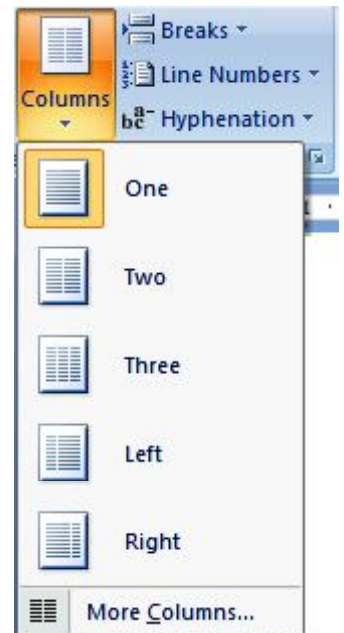 Breaks
Line Numbers
Columns
Hyphenation
One
Two
Three
Left
Right
More Columns...